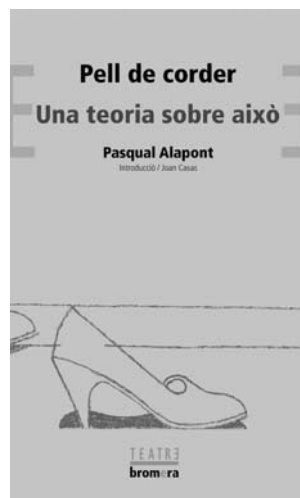 Pell de corder
Una teoria sobre això
Pasqual Alapont
Introducció / Joan Casas
TEATRE
bromera